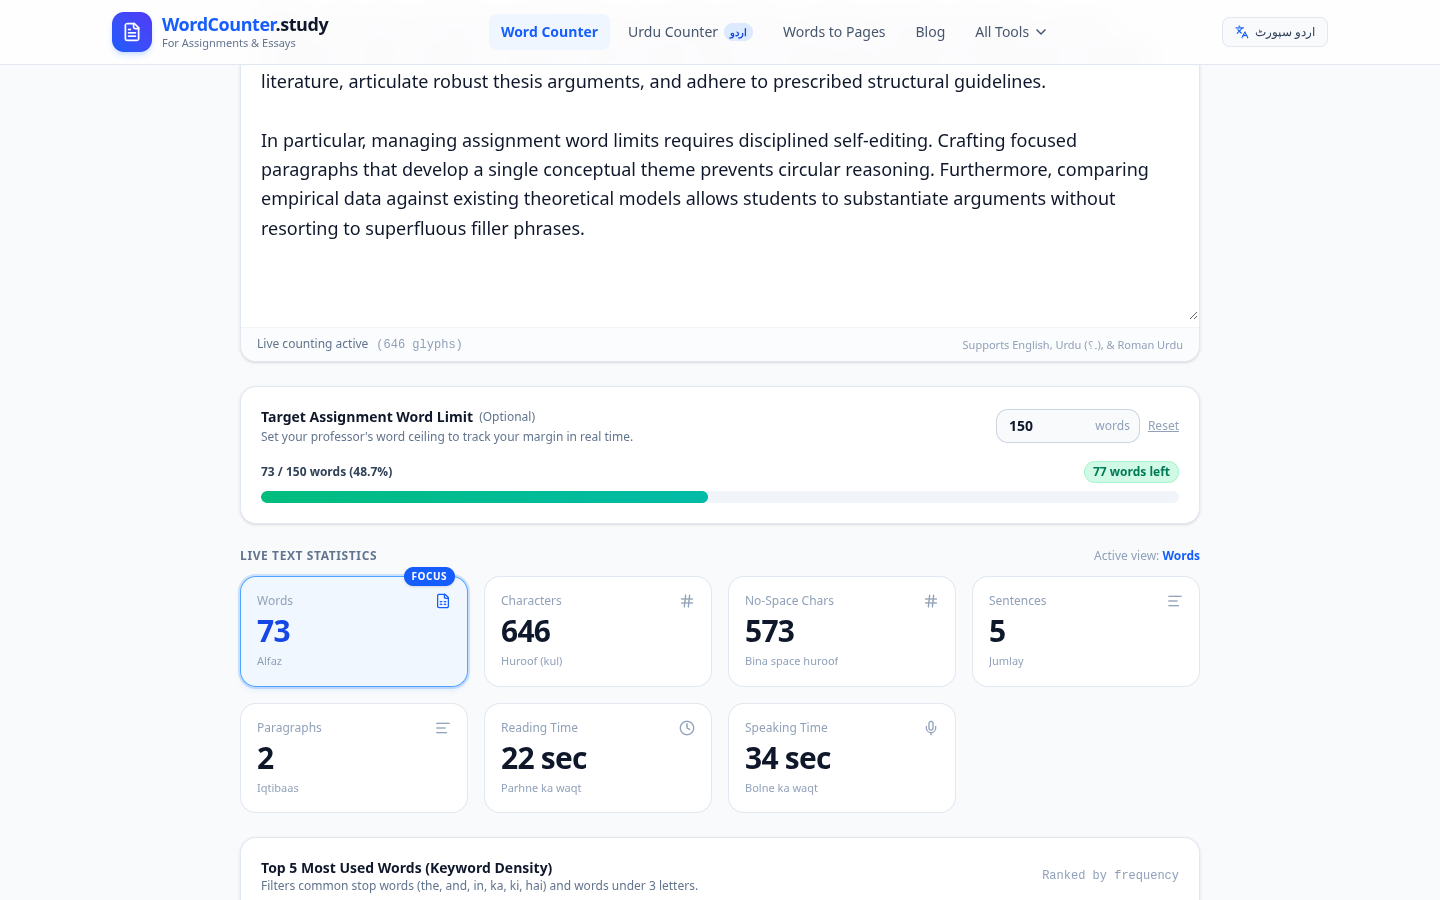 WordCounter.study
For Assignments & Essays
Word Counter
Urdu Counter اردو
Words to Pages
Blog
All Tools
اردو سپورٹ
literature, articulate robust thesis arguments, and adhere to prescribed structural guidelines.
In particular, managing assignment word limits requires disciplined self-editing. Crafting focused
paragraphs that develop a single conceptual theme prevents circular reasoning. Furthermore, comparing
empirical data against existing theoretical models allows students to substantiate arguments without
resorting to superfluous filler phrases.
Live counting active (646 glyphs)
Supports English, Urdu (؟.), & Roman Urdu
Target Assignment Word Limit (Optional)
Set your professor's word ceiling to track your margin in real time.
150 words Reset
73 / 150 words (48.7%)
77 words left
LIVE TEXT STATISTICS
Active view: Words
FOCUS
Words
73
Alfaz
Characters
646
Huroof (kul)
No-Space Chars
573
Bina space huroof
Sentences
5
Jumlay
Paragraphs
2
Iqtibaas
Reading Time
22 sec
Parhne ka waqt
Speaking Time
34 sec
Bolne ka waqt
Top 5 Most Used Words (Keyword Density)
Filters common stop words (the, and, in, ka, ki, hai) and words under 3 letters.
Ranked by frequency